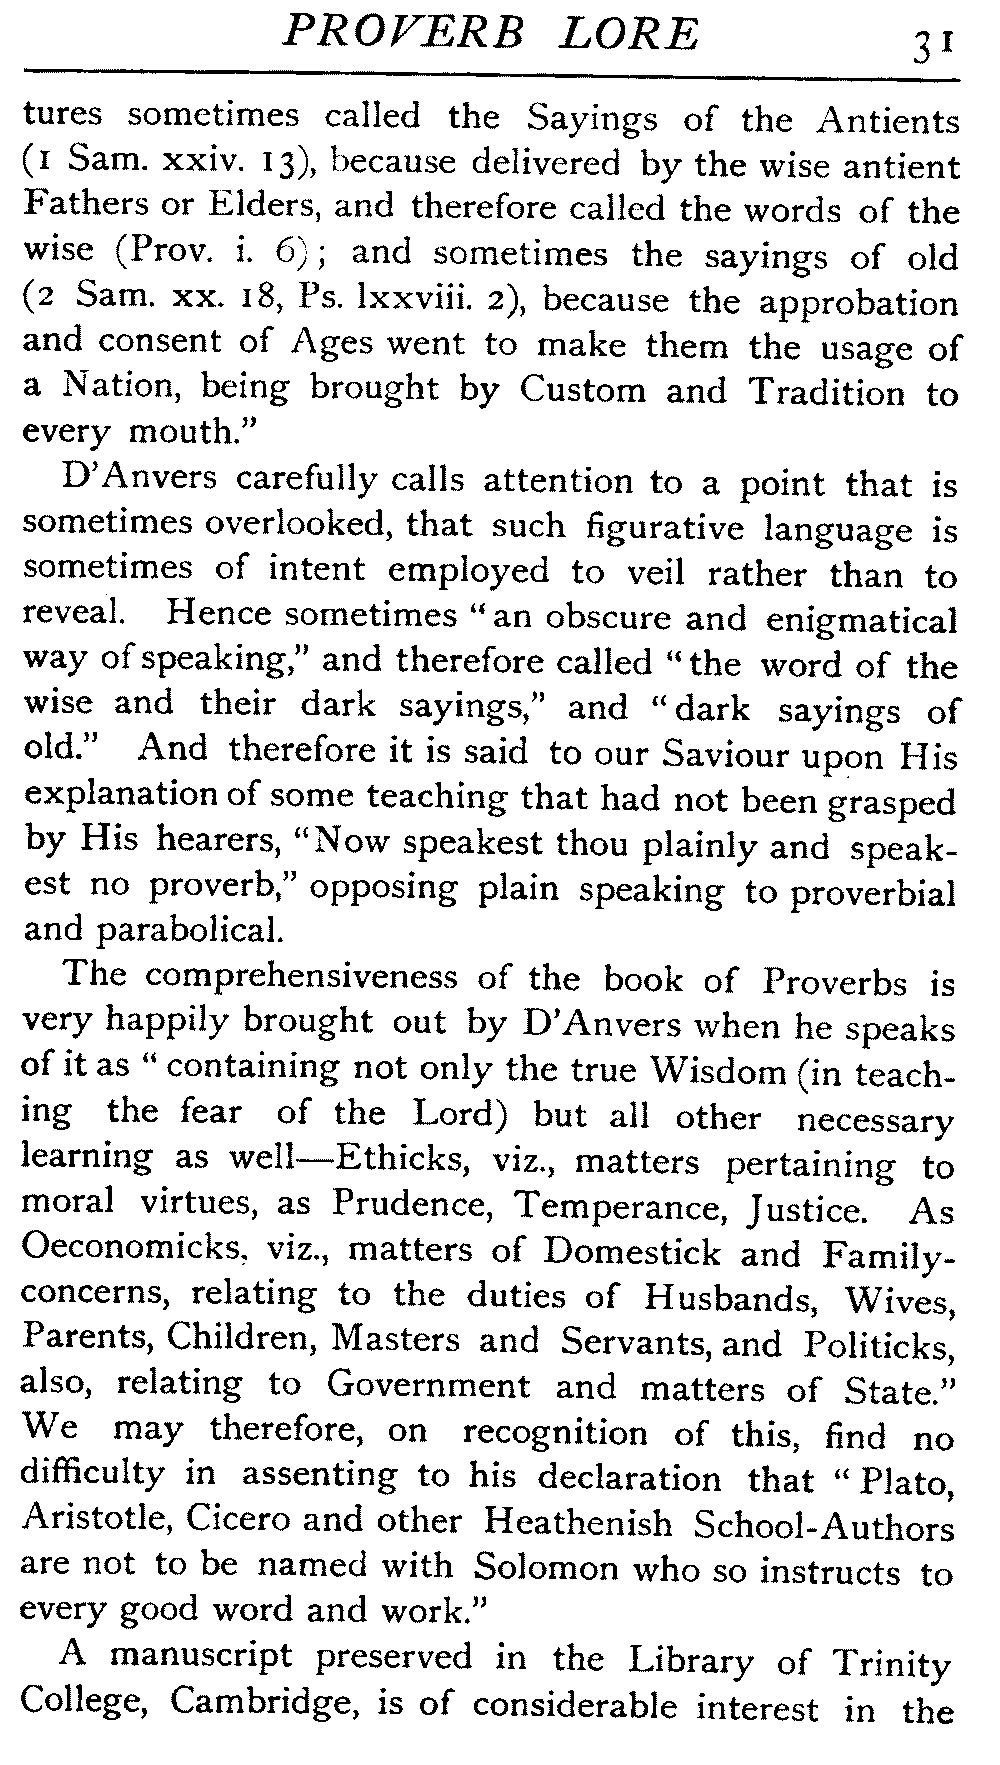 PROVERB LORE 31
tures sometimes called the Sayings of the Antients
(1 Sam. xxiv. 13), because delivered by the wise antient
Fathers or Elders, and therefore called the words of the
wise (Prov. i. 6); and sometimes the sayings of old
(2 Sam. xx. 18, Ps. lxxviii. 2), because the approbation
and consent of Ages went to make them the usage of
a Nation, being brought by Custom and Tradition to
every mouth.”
D’Anvers carefully calls attention to a point that is
sometimes overlooked, that such figurative language is
sometimes of intent employed to veil rather than to
reveal. Hence sometimes “an obscure and enigmatical
way of speaking,” and therefore called “the word of the
wise and their dark sayings,” and “dark sayings of
old.” And therefore it is said to our Saviour upon His
explanation of some teaching that had not been grasped
by His hearers, “Now speakest thou plainly and speak-
est no proverb,” opposing plain speaking to proverbial
and parabolical.
The comprehensiveness of the book of Proverbs is
very happily brought out by D’Anvers when he speaks
of it as “containing not only the true Wisdom (in teach-
ing the fear of the Lord) but all other necessary
learning as well—Ethicks, viz., matters pertaining to
moral virtues, as Prudence, Temperance, Justice. As
Oeconomicks, viz., matters of Domestick and Family-
concerns, relating to the duties of Husbands, Wives,
Parents, Children, Masters and Servants, and Politicks,
also, relating to Government and matters of State.”
We may therefore, on recognition of this, find no
difficulty in assenting to his declaration that “Plato,
Aristotle, Cicero and other Heathenish School-Authors
are not to be named with Solomon who so instructs to
every good word and work.”
A manuscript preserved in the Library of Trinity
College, Cambridge, is of considerable interest in the